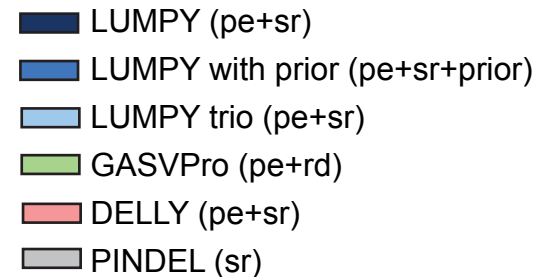 LUMPY (pe+sr)
LUMPY with prior (pe+sr+prior)
LUMPY trio (pe+sr)
GASVPro (pe+rd)
DELLY (pe+sr)
PINDEL (sr)